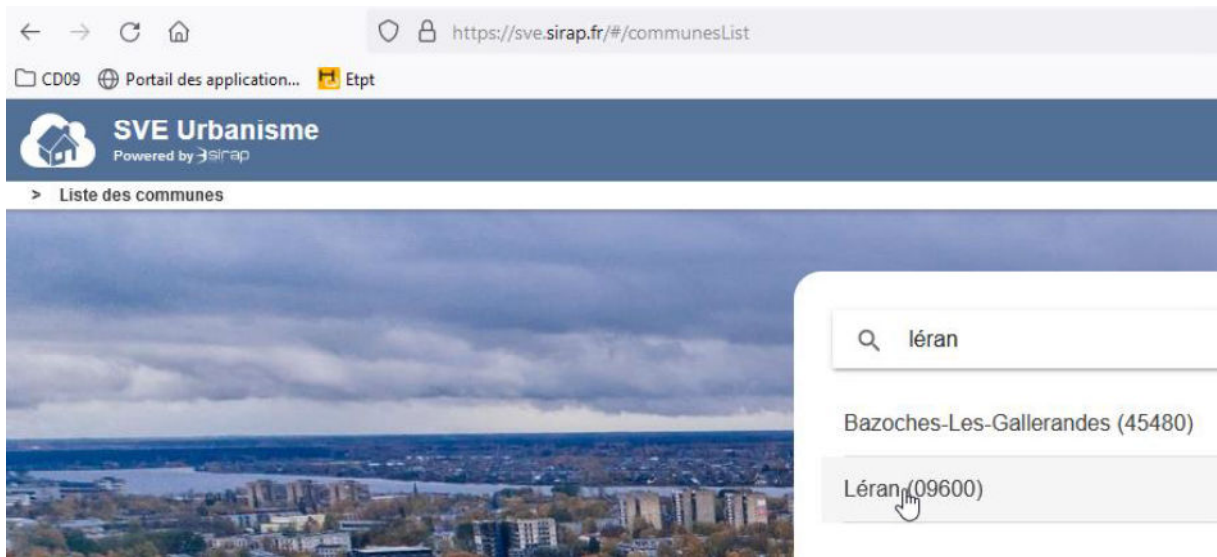 https://sve.sirap.fr/#/communesList
CD09 Portail des application... Etpt
SVE Urbanisme
Powered by sirap
> Liste des communes
léran
Bazoches-Les-Gallerandes (45480)
Léran (09600)